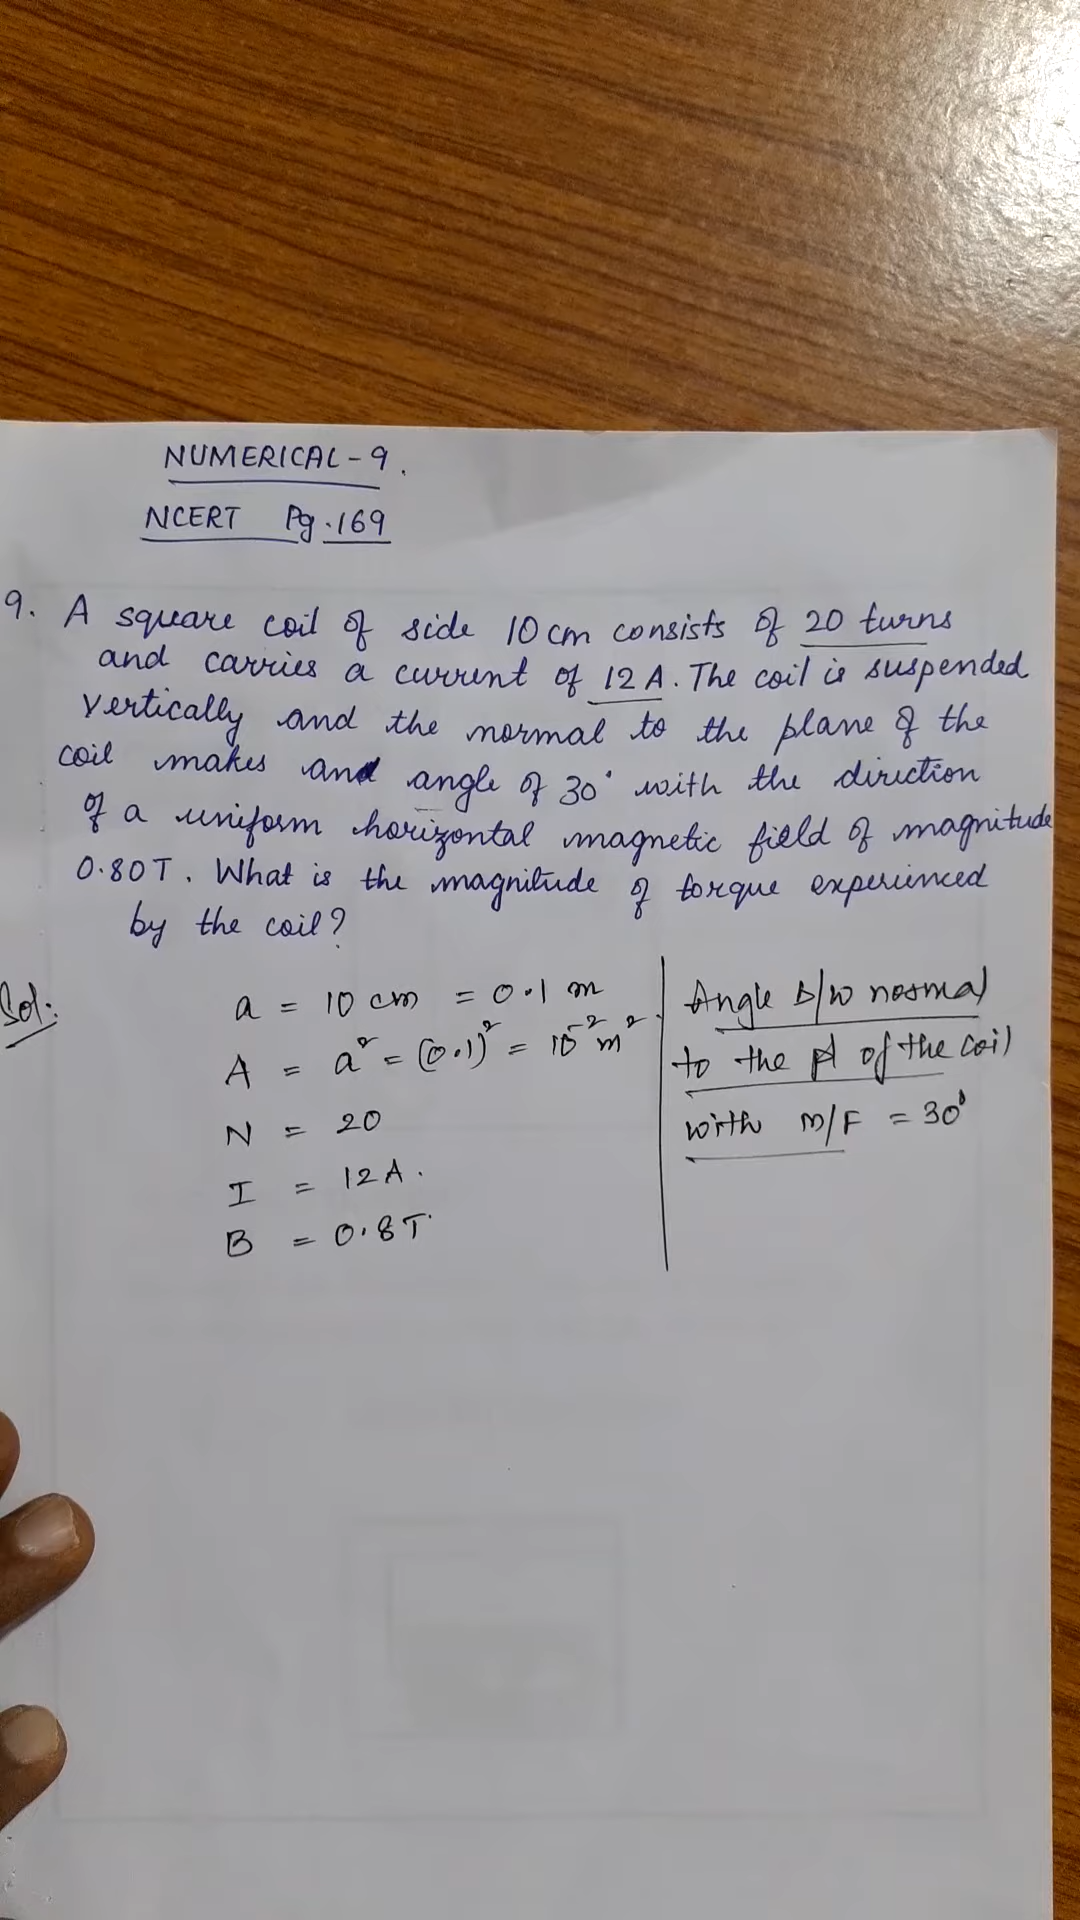 NUMERICAL-9.
NCERT Pg.169
9. A square coil of side 10cm consists of 20 turns
and carries a current of 12 A. The coil is suspended
vertically and the normal to the plane of the
coil makes and angle of 30° with the direction
of a uniform horizontal magnetic field of magnitude
0.80T. What is the magnitude of torque experienced
by the coil?
Sol:
a = 10 cm = 0.1 m
A = a² = (0.1)² = 10⁻² m²
N = 20
I = 12A.
B = 0.8T
Angle b/w normal
to the pl of the coil
with m/F = 30°